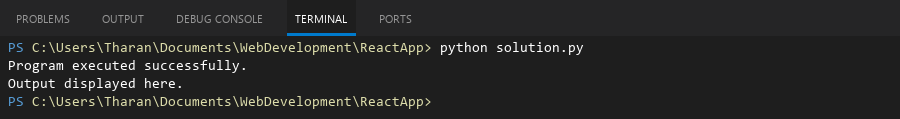 PROBLEMS OUTPUT DEBUG CONSOLE TERMINAL PORTS
PS C:\Users\Tharan\Documents\WebDevelopment\ReactApp> python solution.py
Program executed successfully.
Output displayed here.
PS C:\Users\Tharan\Documents\WebDevelopment\ReactApp>